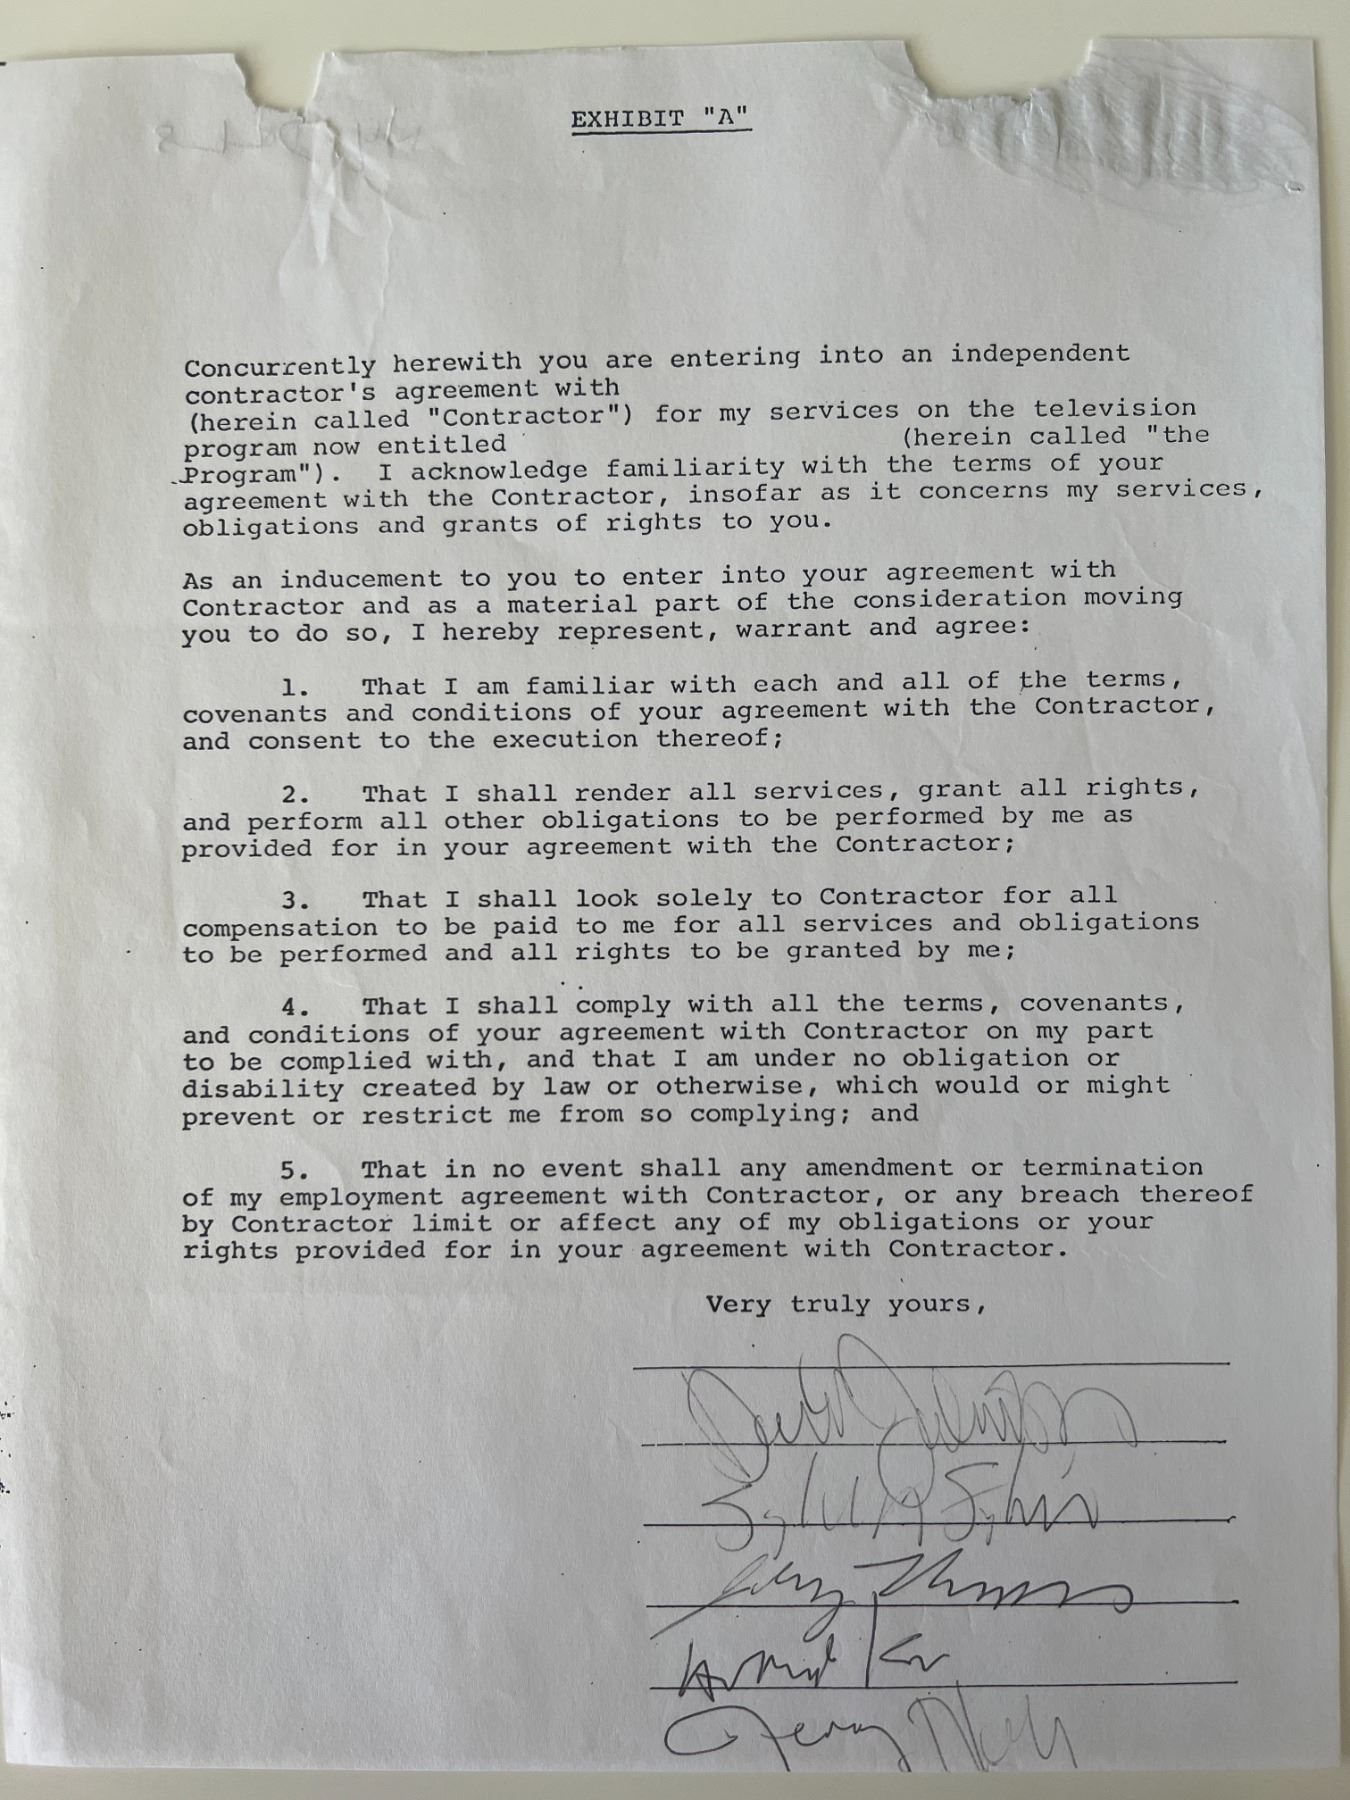 EXHIBIT "A"
Concurrently herewith you are entering into an independent
contractor's agreement with
(herein called "Contractor") for my services on the television
program now entitled (herein called "the
Program"). I acknowledge familiarity with the terms of your
agreement with the Contractor, insofar as it concerns my services,
obligations and grants of rights to you.
As an inducement to you to enter into your agreement with
Contractor and as a material part of the consideration moving
you to do so, I hereby represent, warrant and agree:
1. That I am familiar with each and all of the terms,
covenants and conditions of your agreement with the Contractor,
and consent to the execution thereof;
2. That I shall render all services, grant all rights,
and perform all other obligations to be performed by me as
provided for in your agreement with the Contractor;
3. That I shall look solely to Contractor for all
compensation to be paid to me for all services and obligations
to be performed and all rights to be granted by me;
4. That I shall comply with all the terms, covenants,
and conditions of your agreement with Contractor on my part
to be complied with, and that I am under no obligation or
disability created by law or otherwise, which would or might
prevent or restrict me from so complying; and
5. That in no event shall any amendment or termination
of my employment agreement with Contractor, or any breach thereof
by Contractor limit or affect any of my obligations or your
rights provided for in your agreement with Contractor.
Very truly yours,
Jerry